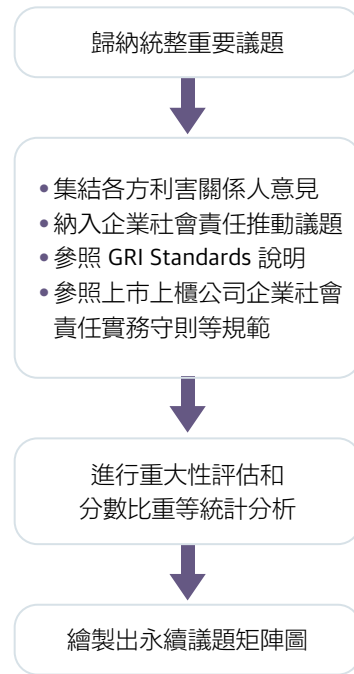 歸納統整重要議題
•集結各方利害關係人意見
•納入企業社會責任推動議題
•參照 GRI Standards 說明
•參照上市上櫃公司企業社會
責任實務守則等規範
進行重大性評估和
分數比重等統計分析
繪製出永續議題矩陣圖